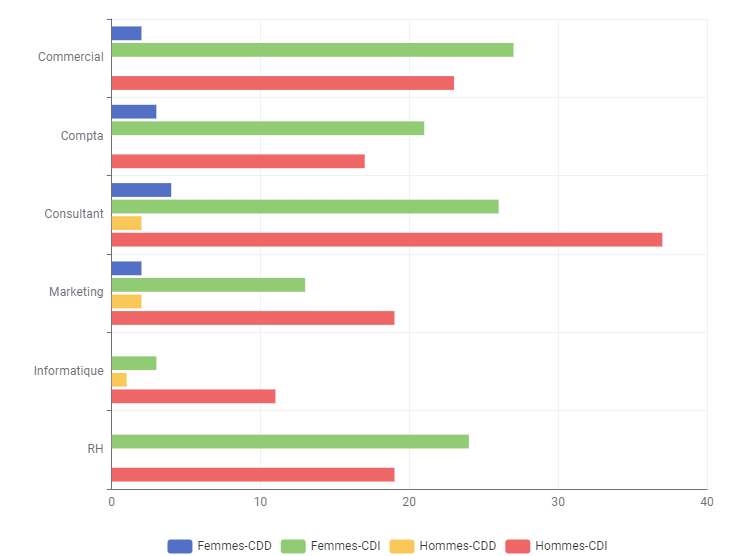 Commercial
Compta
Consultant
Marketing
Informatique
RH
0 10 20 30 40
Femmes-CDD Femmes-CDI Hommes-CDD Hommes-CDI